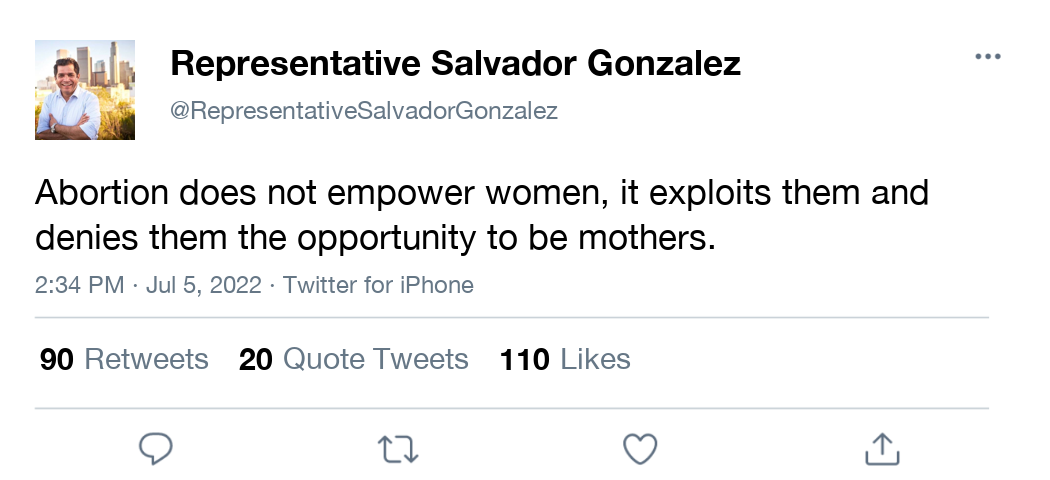 Representative Salvador Gonzalez
@RepresentativeSalvadorGonzalez
Abortion does not empower women, it exploits them and
denies them the opportunity to be mothers.
2:34 PM · Jul 5, 2022 · Twitter for iPhone
90 Retweets 20 Quote Tweets 110 Likes